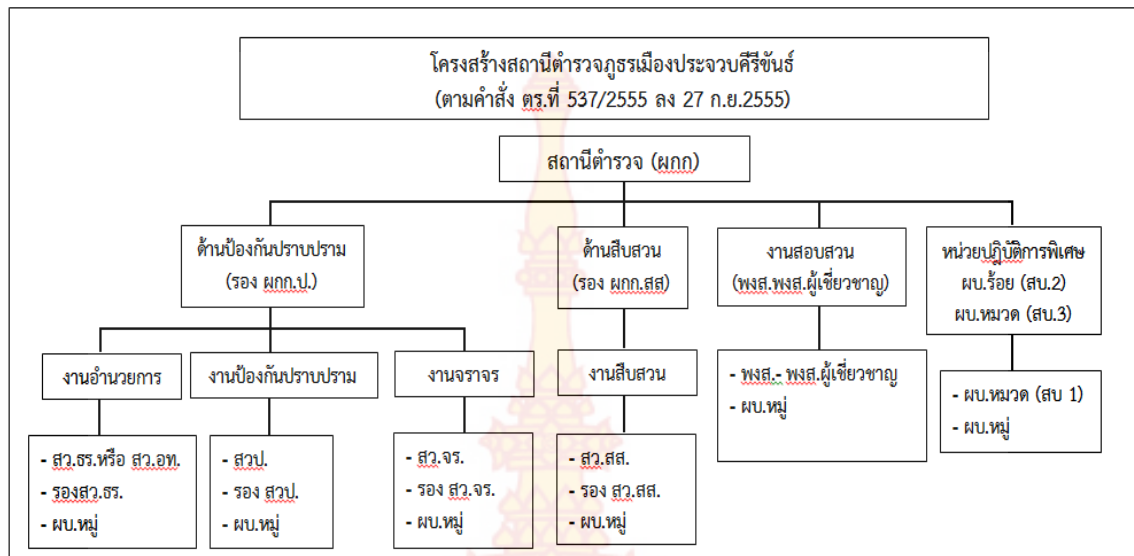 โครงสร้างสถานีตำรวจภูธรเมืองประจวบคีรีขันธ์
(ตามคำสั่ง ตร.ที่ 537/2555 ลง 27 ก.ย.2555)
สถานีตำรวจ (ผกก)
ด้านป้องกันปราบปราม
(รอง ผกก.ป.)
ด้านสืบสวน
(รอง ผกก.สส)
งานสอบสวน
(พงส.พงส.ผู้เชี่ยวชาญ)
หน่วยปฏิบัติการพิเศษ
ผบ.ร้อย (สบ.2)
ผบ.หมวด (สบ.3)
งานอำนวยการ
งานป้องกันปราบปราม
งานจราจร
งานสืบสวน
- พงส.- พงส.ผู้เชี่ยวชาญ
- ผบ.หมู่
- ผบ.หมวด (สบ 1)
- ผบ.หมู่
- สว.ธร.หรือ สว.อท.
- รองสว.ธร.
- ผบ.หมู่
- สวป.
- รอง สวป.
- ผบ.หมู่
- สว.จร.
- รอง สว.จร.
- ผบ.หมู่
- สว.สส.
- รอง สว.สส.
- ผบ.หมู่